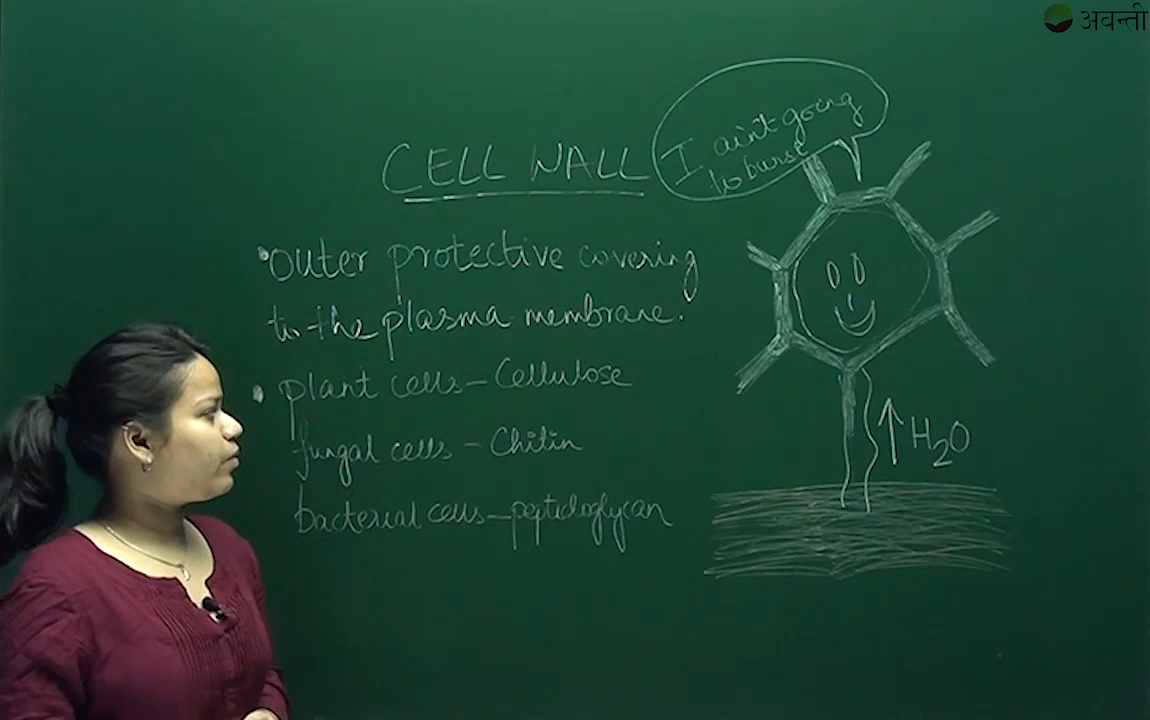 अवन्ती
CELL WALL
I ain't going
to burst
• Outer protective covering
to the plasma membrane.
• plant cells – Cellulose
fungal cells – Chitin
bacterial cells – peptidoglycan
H₂O